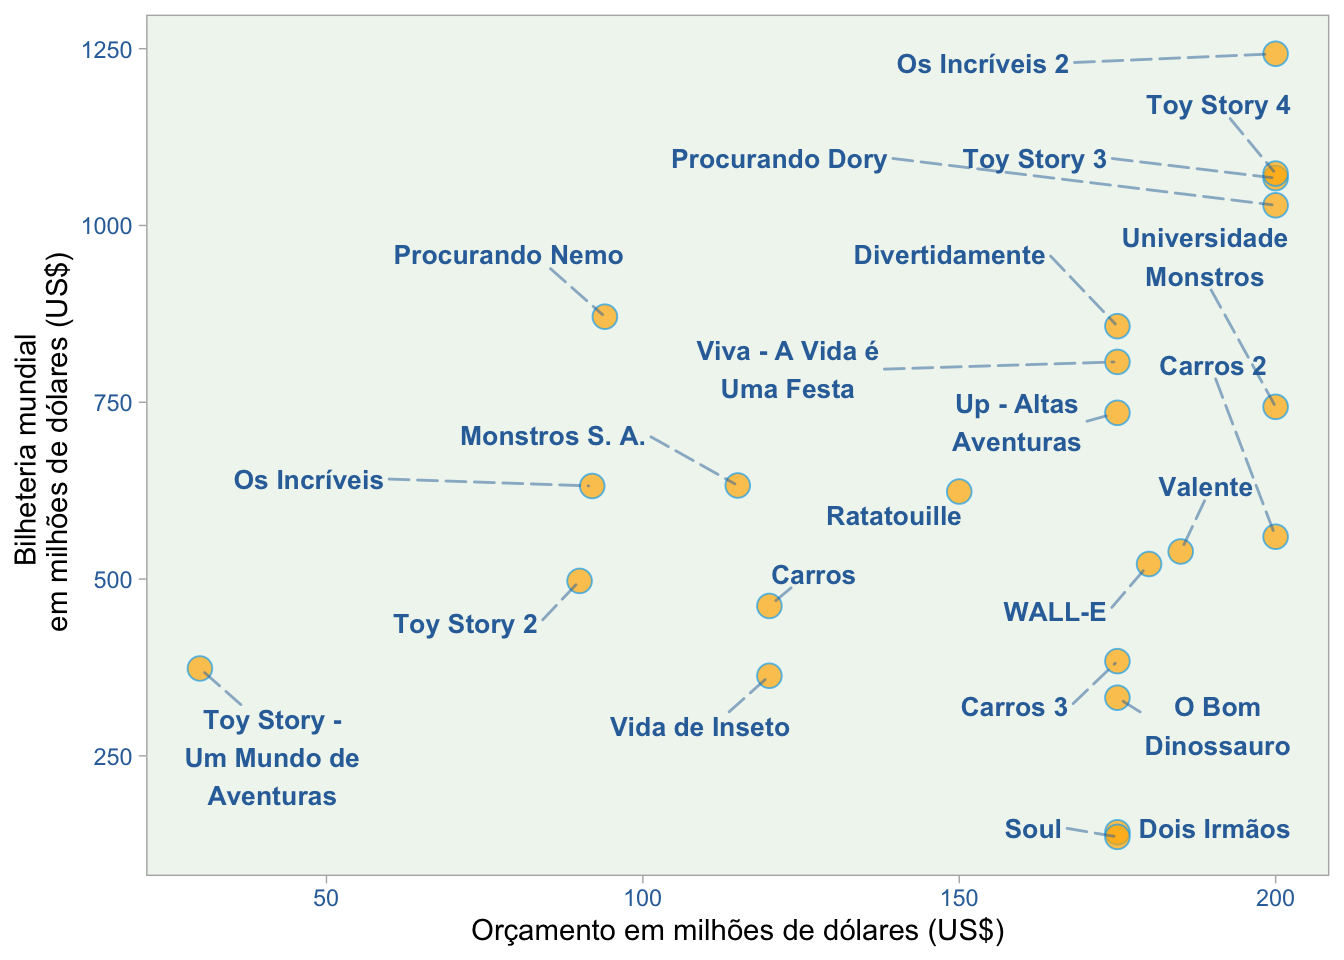 1250
1000
750
500
250
Bilheteria mundial
em milhões de dólares (US$)
Os Incríveis 2
Toy Story 4
Procurando Dory
Toy Story 3
Universidade
Monstros
Procurando Nemo
Divertidamente
Viva - A Vida é
Uma Festa
Carros 2
Up - Altas
Aventuras
Monstros S. A.
Os Incríveis
Valente
Ratatouille
Carros
WALL-E
Toy Story 2
Carros 3
O Bom
Dinossauro
Toy Story -
Um Mundo de
Aventuras
Vida de Inseto
Soul
Dois Irmãos
50
100
150
200
Orçamento em milhões de dólares (US$)